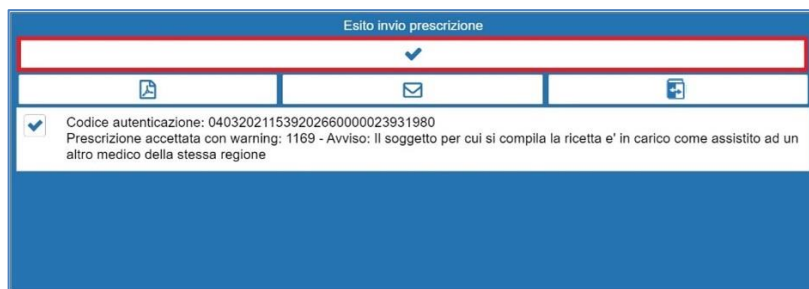 Esito invio prescrizione
Codice autenticazione: 040320211539202660000023931980
Prescrizione accettata con warning: 1169 - Avviso: Il soggetto per cui si compila la ricetta e' in carico come assistito ad un
altro medico della stessa regione